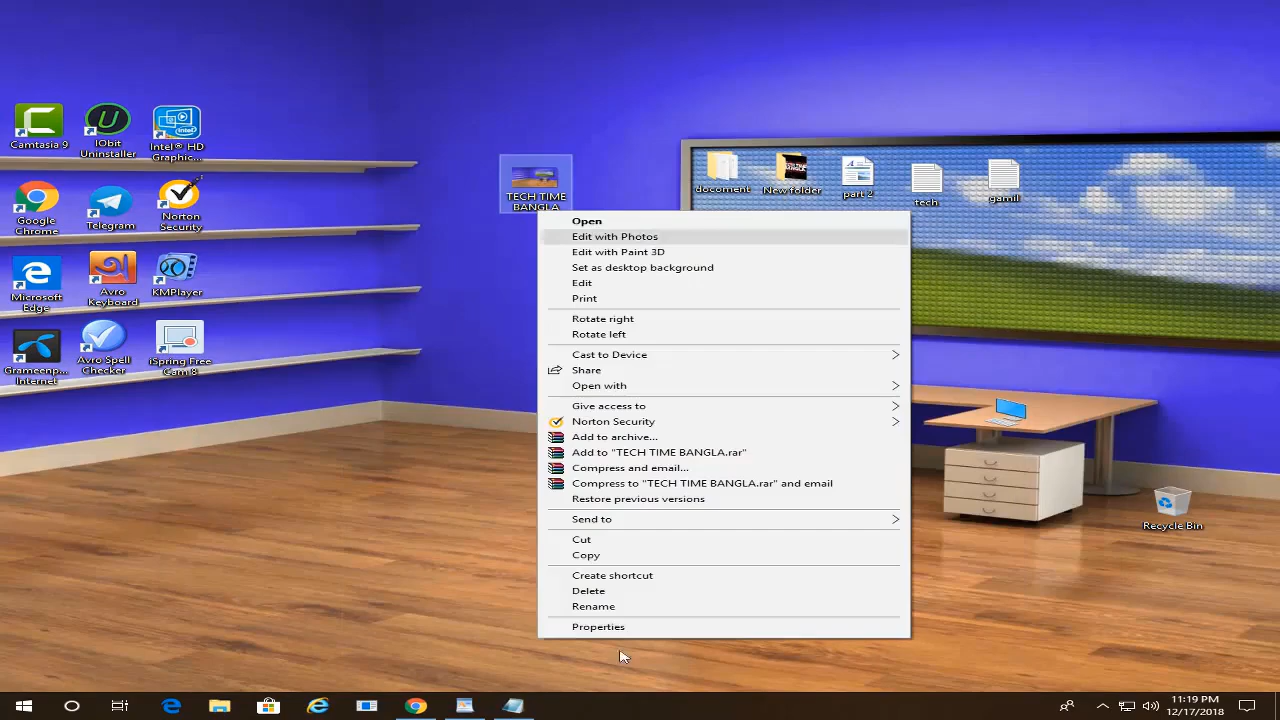 Camtasia 9
IObit
Uninstaller
Intel® HD
Graphic...
Google
Chrome
Telegram
Norton
Security
Microsoft
Edge
Avro
Keyboard
KMPlayer
Grameenp...
Internet
Avro Spell
Checker
iSpring Free
Cam 8
TECH TIME
BANGLA
document
New folder
part 2
tech
gamil
Open
Edit with Photos
Edit with Paint 3D
Set as desktop background
Edit
Print
Rotate right
Rotate left
Cast to Device
Share
Open with
Give access to
Norton Security
Add to archive...
Add to "TECH TIME BANGLA.rar"
Compress and email...
Compress to "TECH TIME BANGLA.rar" and email
Restore previous versions
Send to
Cut
Copy
Create shortcut
Delete
Rename
Properties
Recycle Bin
11:19 PM
12/17/2018